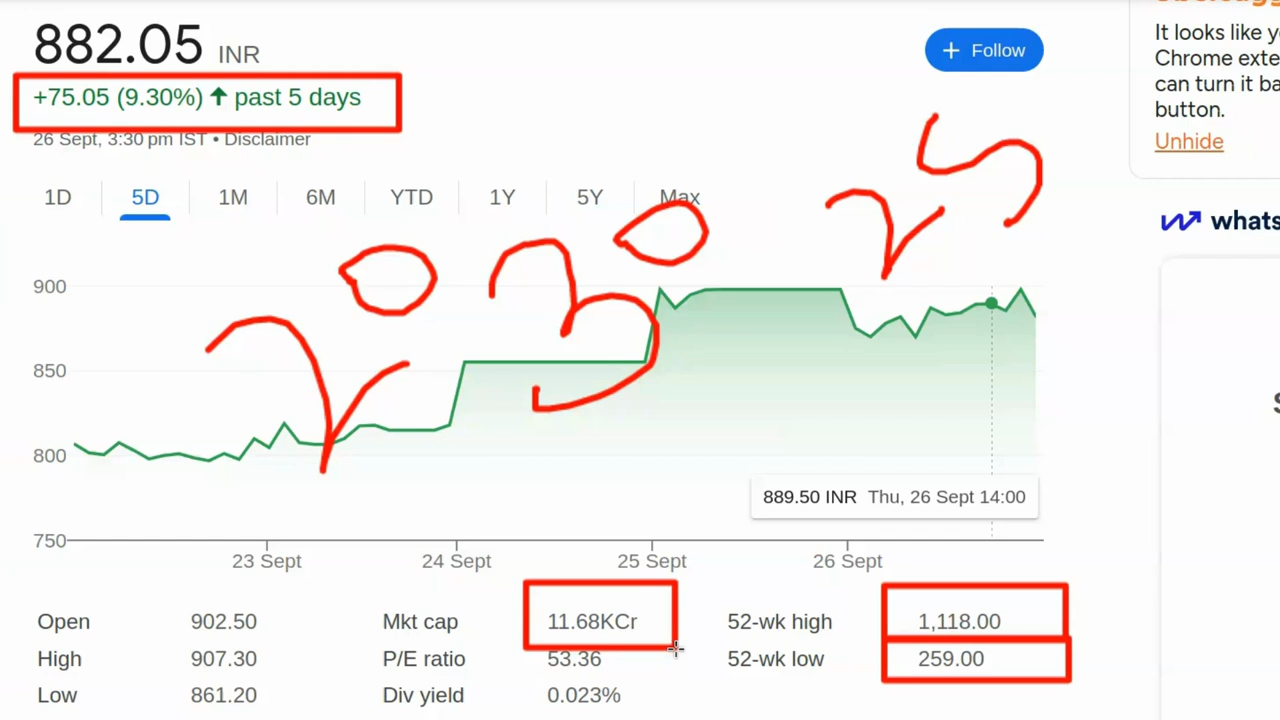 882.05 INR
+ Follow
+75.05 (9.30%) ↑ past 5 days
26 Sept, 3:30 pm IST • Disclaimer
1D 5D 1M 6M YTD 1Y 5Y Max
900
850
800
750
889.50 INR Thu, 26 Sept 14:00
23 Sept 24 Sept 25 Sept 26 Sept
Open 902.50 Mkt cap 11.68KCr 52-wk high 1,118.00
High 907.30 P/E ratio 53.36 52-wk low 259.00
Low 861.20 Div yield 0.023%
It looks like
Chrome
can turn it
button.
Unhide